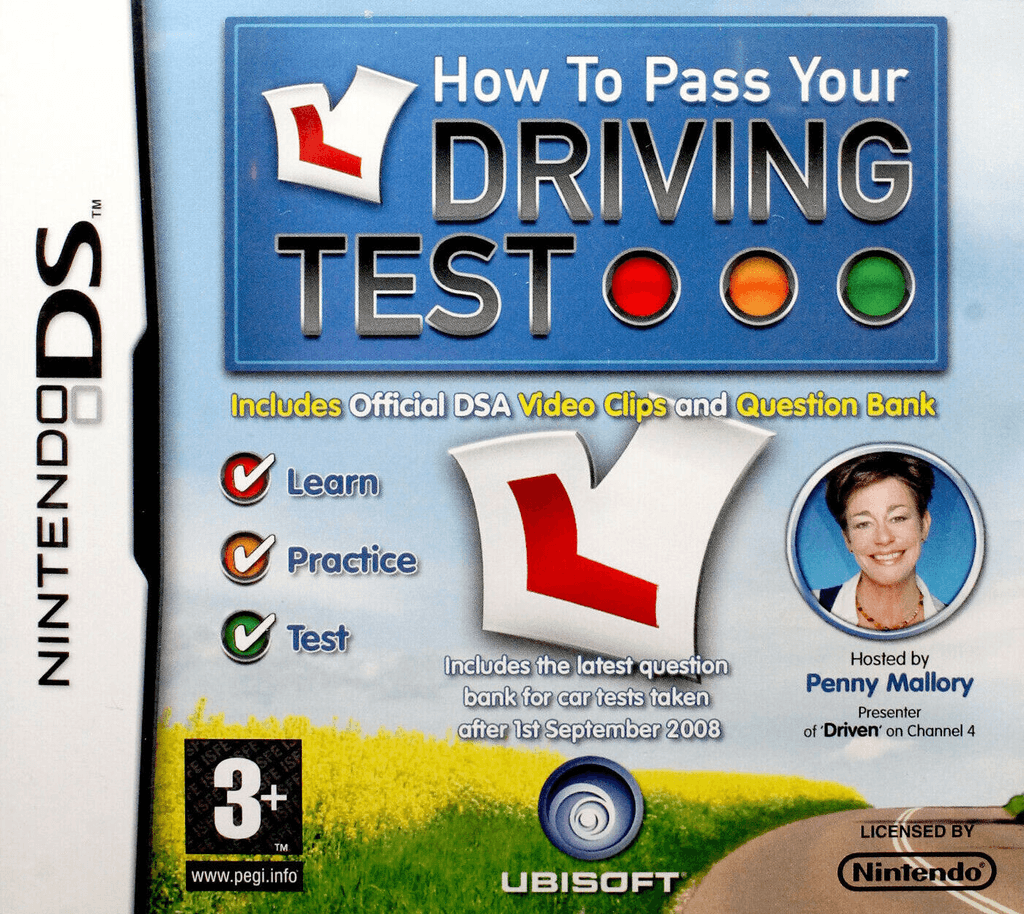 NINTENDO DS™
How To Pass Your
DRIVING
TEST
Includes Official DSA Video Clips and Question Bank
Learn
Practice
Test
Includes the latest question
bank for car tests taken
after 1st September 2008
Hosted by
Penny Mallory
Presenter
of 'Driven' on Channel 4
3+
TM
www.pegi.info
UBISOFT
LICENSED BY
Nintendo®